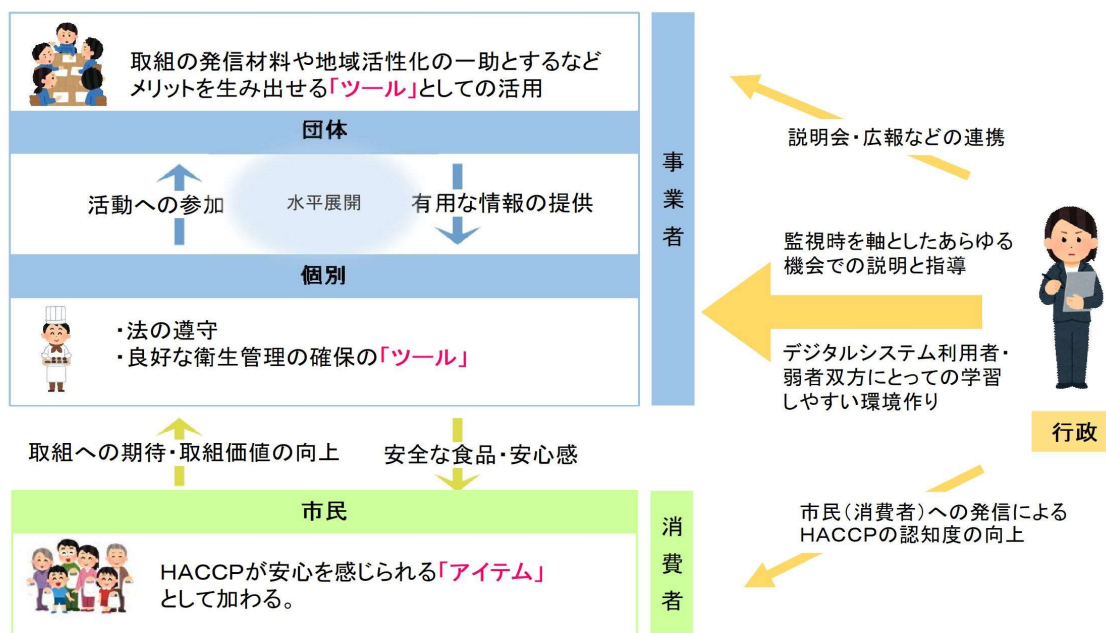 取組の発信材料や地域活性化の一助とするなど
メリットを生み出せる「ツール」としての活用
団体
活動への参加
水平展開
有用な情報の提供
個別
・法の遵守
・良好な衛生管理の確保の「ツール」
事業者
取組への期待・取組価値の向上
安全な食品・安心感
市民
HACCPが安心を感じられる「アイテム」
として加わる。
消費者
説明会・広報などの連携
監視時を軸としたあらゆる
機会での説明と指導
デジタルシステム利用者・
弱者双方にとっての学習
しやすい環境作り
行政
市民(消費者)への発信による
HACCPの認知度の向上